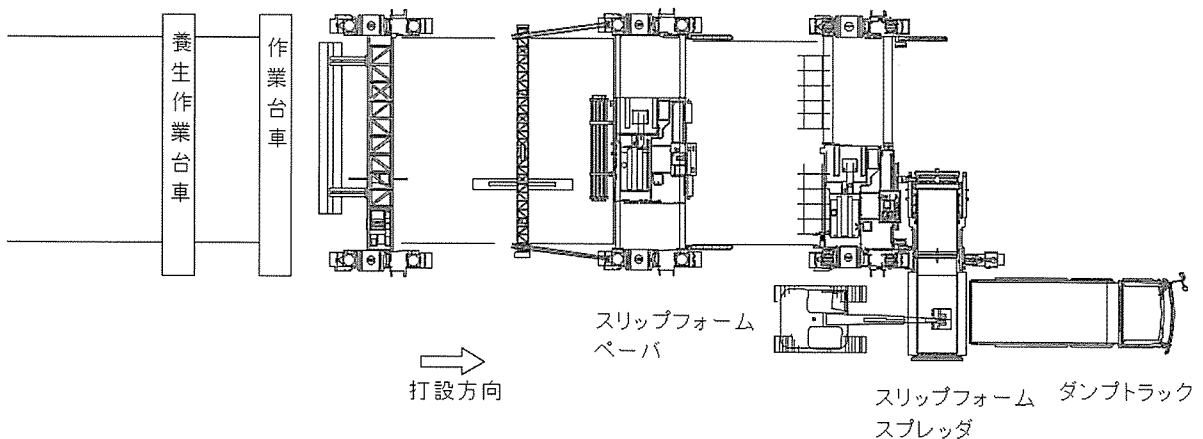 養生作業台車
作業台車
スリップフォーム
ペーバ
打設方向
スリップフォーム
スプレッダ
ダンプトラック